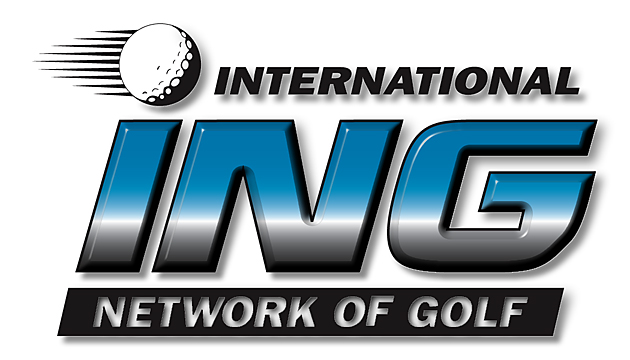 INTERNATIONAL
iNG
NETWORK OF GOLF